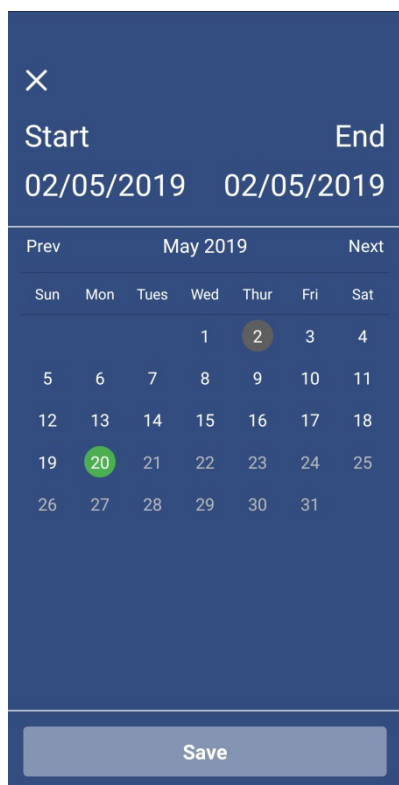 Start End
02/05/2019 02/05/2019
Prev May 2019 Next
Sun Mon Tues Wed Thur Fri Sat
1 2 3 4
5 6 7 8 9 10 11
12 13 14 15 16 17 18
19 20 21 22 23 24 25
26 27 28 29 30 31
Save